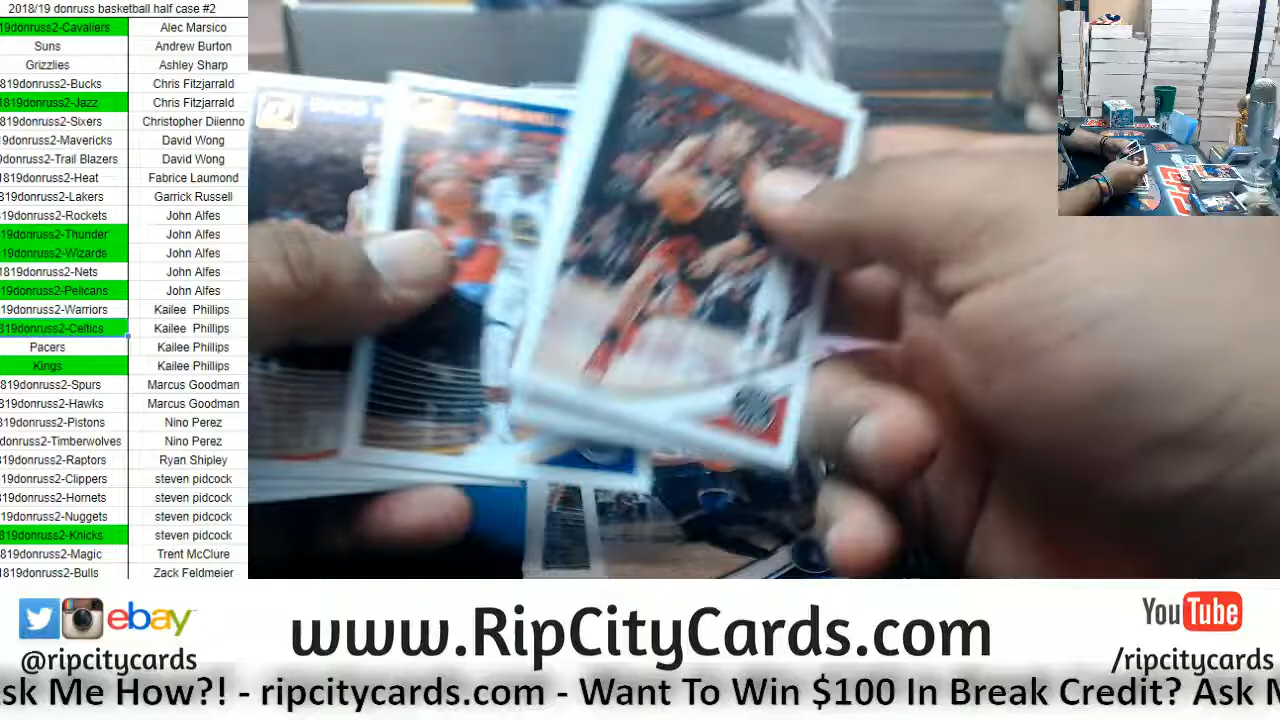 2018/19 donruss basketball half case #2
19donruss2-Cavaliers Alec Marsico
Suns Andrew Burton
Grizzlies Ashley Sharp
819donruss2-Bucks Chris Fitzjarrald
1819donruss2-Jazz Chris Fitzjarrald
819donruss2-Sixers Christopher Diienno
9donruss2-Mavericks David Wong
9donruss2-Trail Blazers David Wong
819donruss2-Heat Fabrice Laumond
819donruss2-Lakers Garrick Russell
19donruss2-Rockets John Alfes
19donruss2-Thunder John Alfes
19donruss2-Wizards John Alfes
1819donruss2-Nets John Alfes
19donruss2-Pelicans John Alfes
19donruss2-Warriors Kailee Phillips
819donruss2-Celtics Kailee Phillips
Pacers Kailee Phillips
Kings Kailee Phillips
819donruss2-Spurs Marcus Goodman
819donruss2-Hawks Marcus Goodman
819donruss2-Pistons Nino Perez
donruss2-Timberwolves Nino Perez
19donruss2-Raptors Ryan Shipley
19donruss2-Clippers steven pidcock
19donruss2-Hornets steven pidcock
19donruss2-Nuggets steven pidcock
819donruss2-Knicks steven pidcock
819donruss2-Magic Trent McClure
1819donruss2-Bulls Zack Feldmeier
ebay
@ripcitycards
www.RipCityCards.com
YouTube
/ripcitycards
sk Me How?! - ripcitycards.com - Want To Win $100 In Break Credit? Ask M